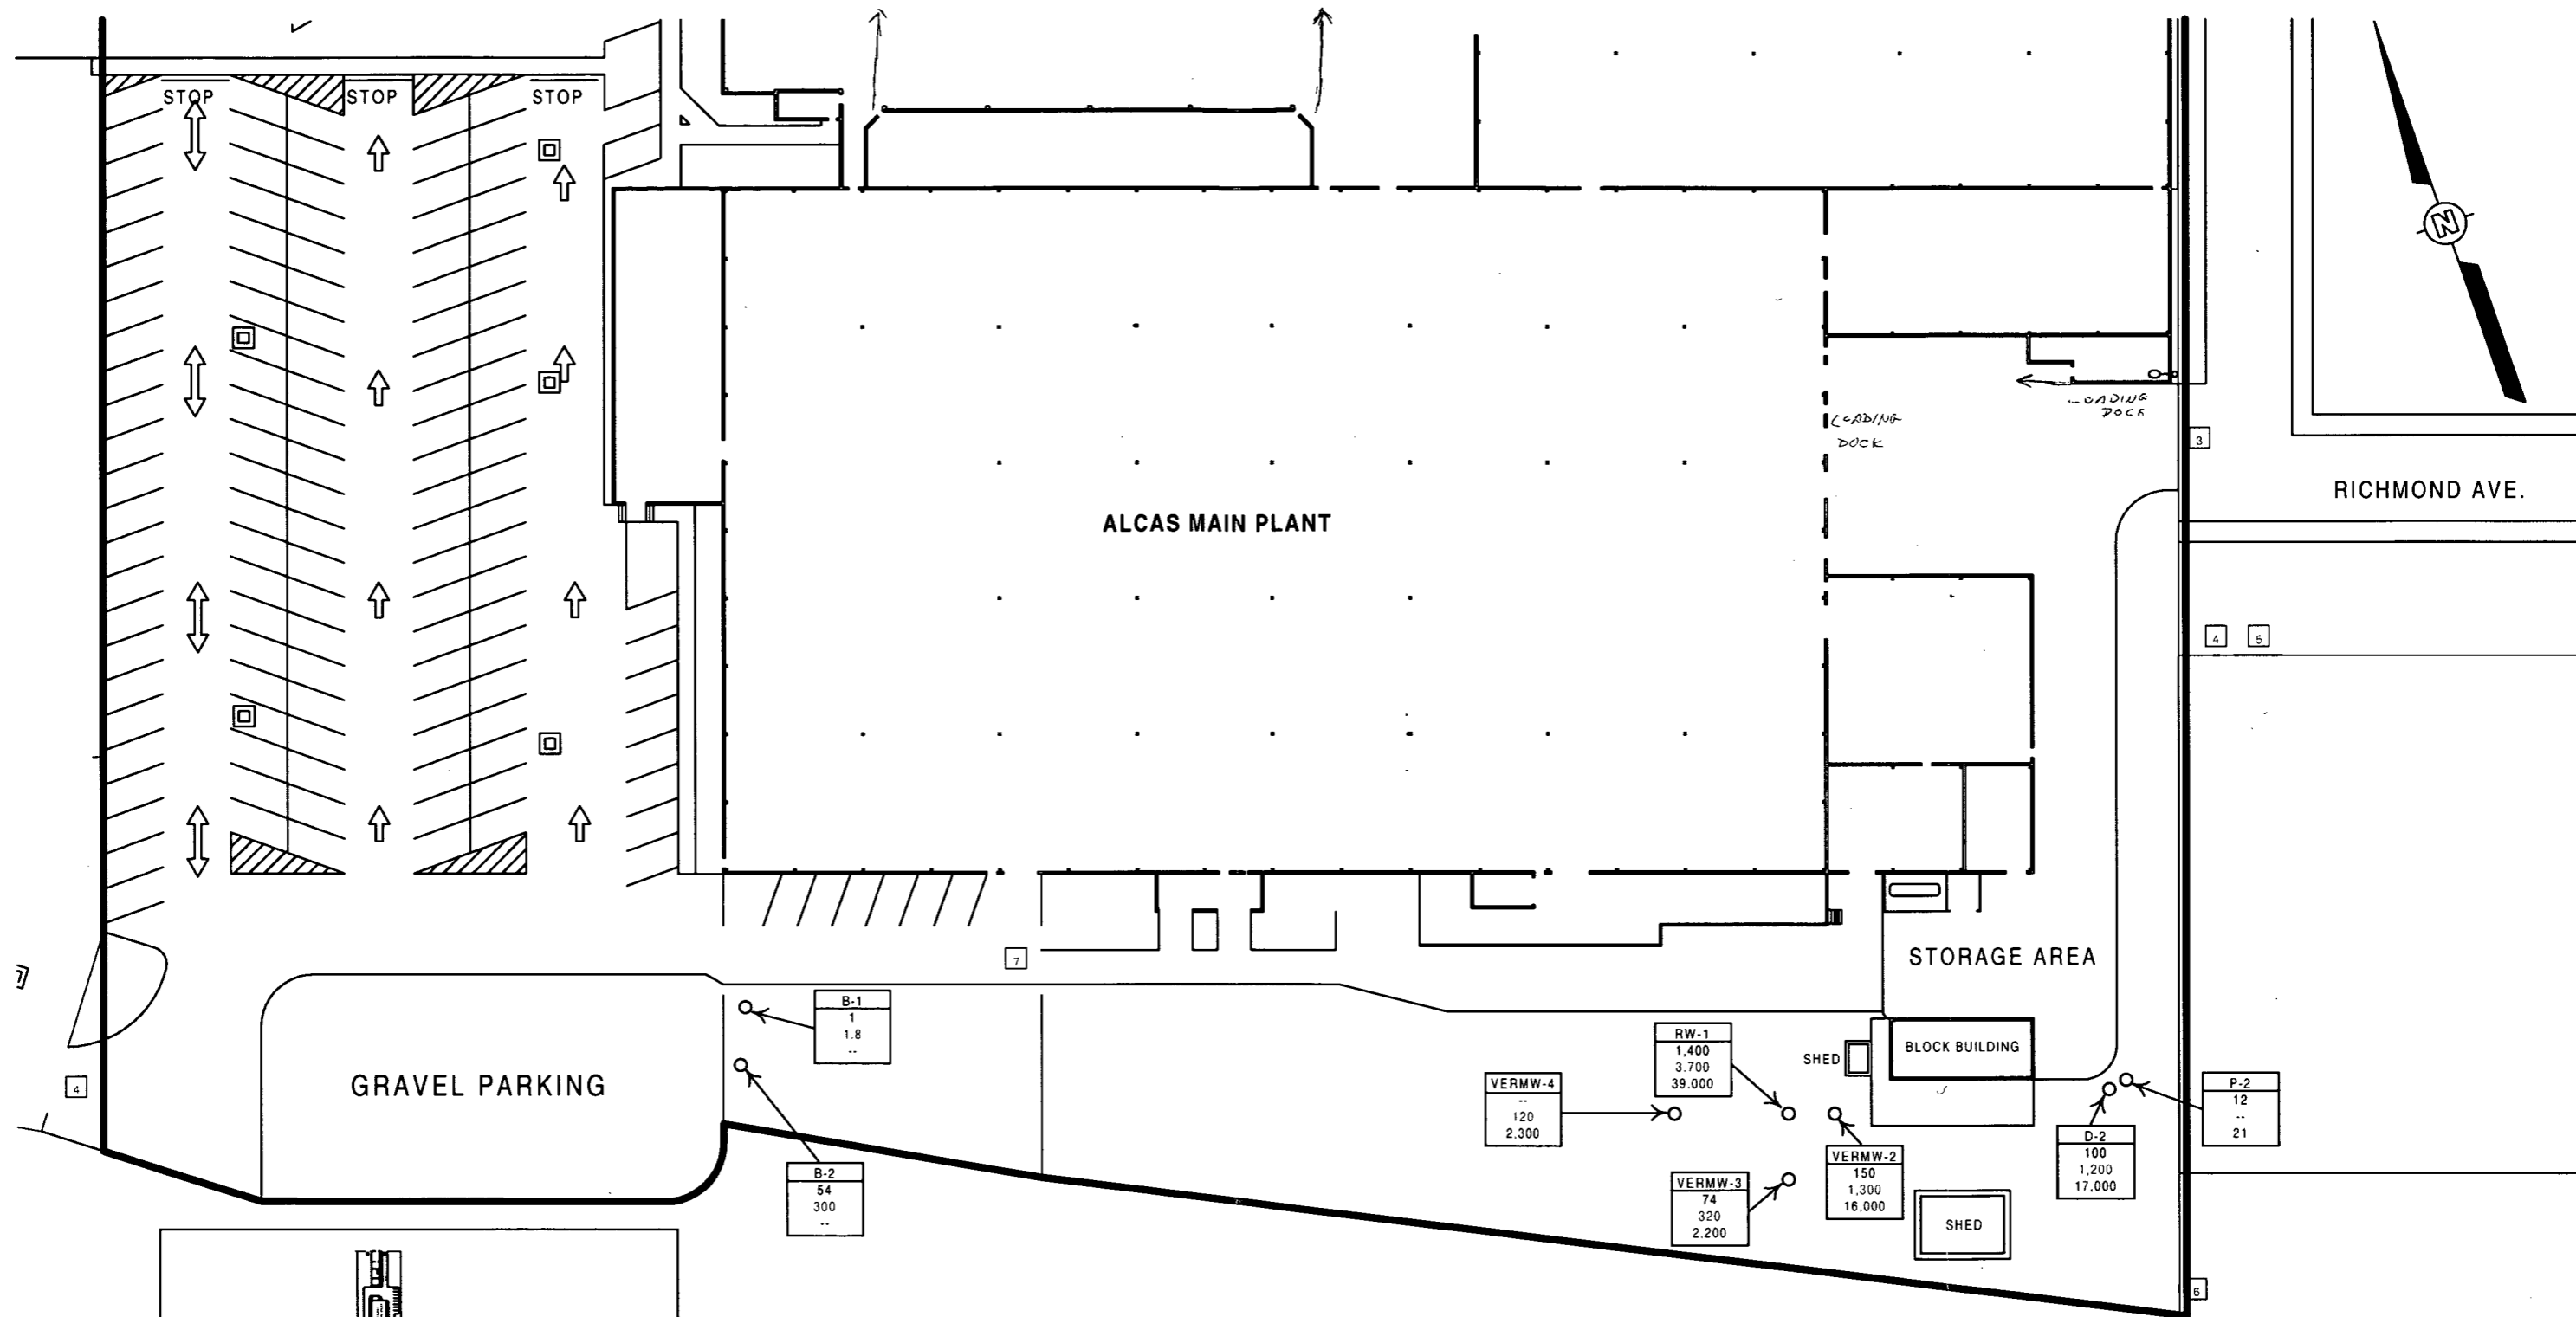 STOP
STOP
STOP
N
LOADING
DOCK
LOADING
DOCK
3
RICHMOND AVE.
ALCAS MAIN PLANT
4
5
7
STORAGE AREA
B-1
1
1.8
--
GRAVEL PARKING
4
RW-1
1,400
3.700
39.000
SHED
BLOCK BUILDING
VERMW-4
--
120
2,300
P-2
12
--
21
D-2
100
1,200
17,000
B-2
54
300
--
VERMW-3
74
320
2.200
VERMW-2
150
1,300
16,000
SHED
6